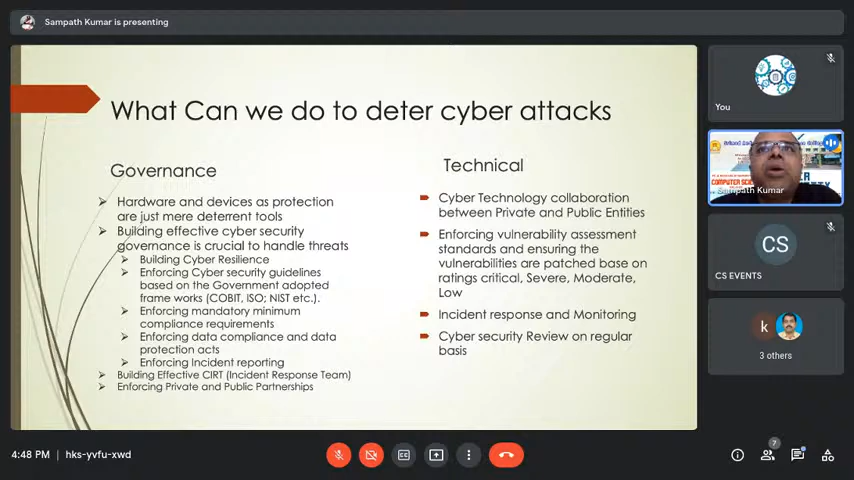 Sampath Kumar is presenting
What Can we do to deter cyber attacks
Governance
Hardware and devices as protection
are just mere deterrent tools
Building effective cyber security
governance is crucial to handle threats
Building Cyber Resilience
Enforcing Cyber security guidelines
based on the Government adopted
frame works (COBIT, ISO; NIST etc.).
Enforcing mandatory minimum
compliance requirements
Enforcing data compliance and data
protection acts
Enforcing Incident reporting
Building Effective CIRT (Incident Response Team)
Enforcing Private and Public Partnerships
Technical
Cyber Technology collaboration
between Private and Public Entities
Enforcing vulnerability assessment
standards and ensuring the
vulnerabilities are patched base on
ratings critical, Severe, Moderate,
Low
Incident response and Monitoring
Cyber security Review on regular
basis
You
COMPUTER SCIE
Sampath Kumar
CS
CS EVENTS
k
3 others
4:48 PM | hks-yvfu-xwd
7